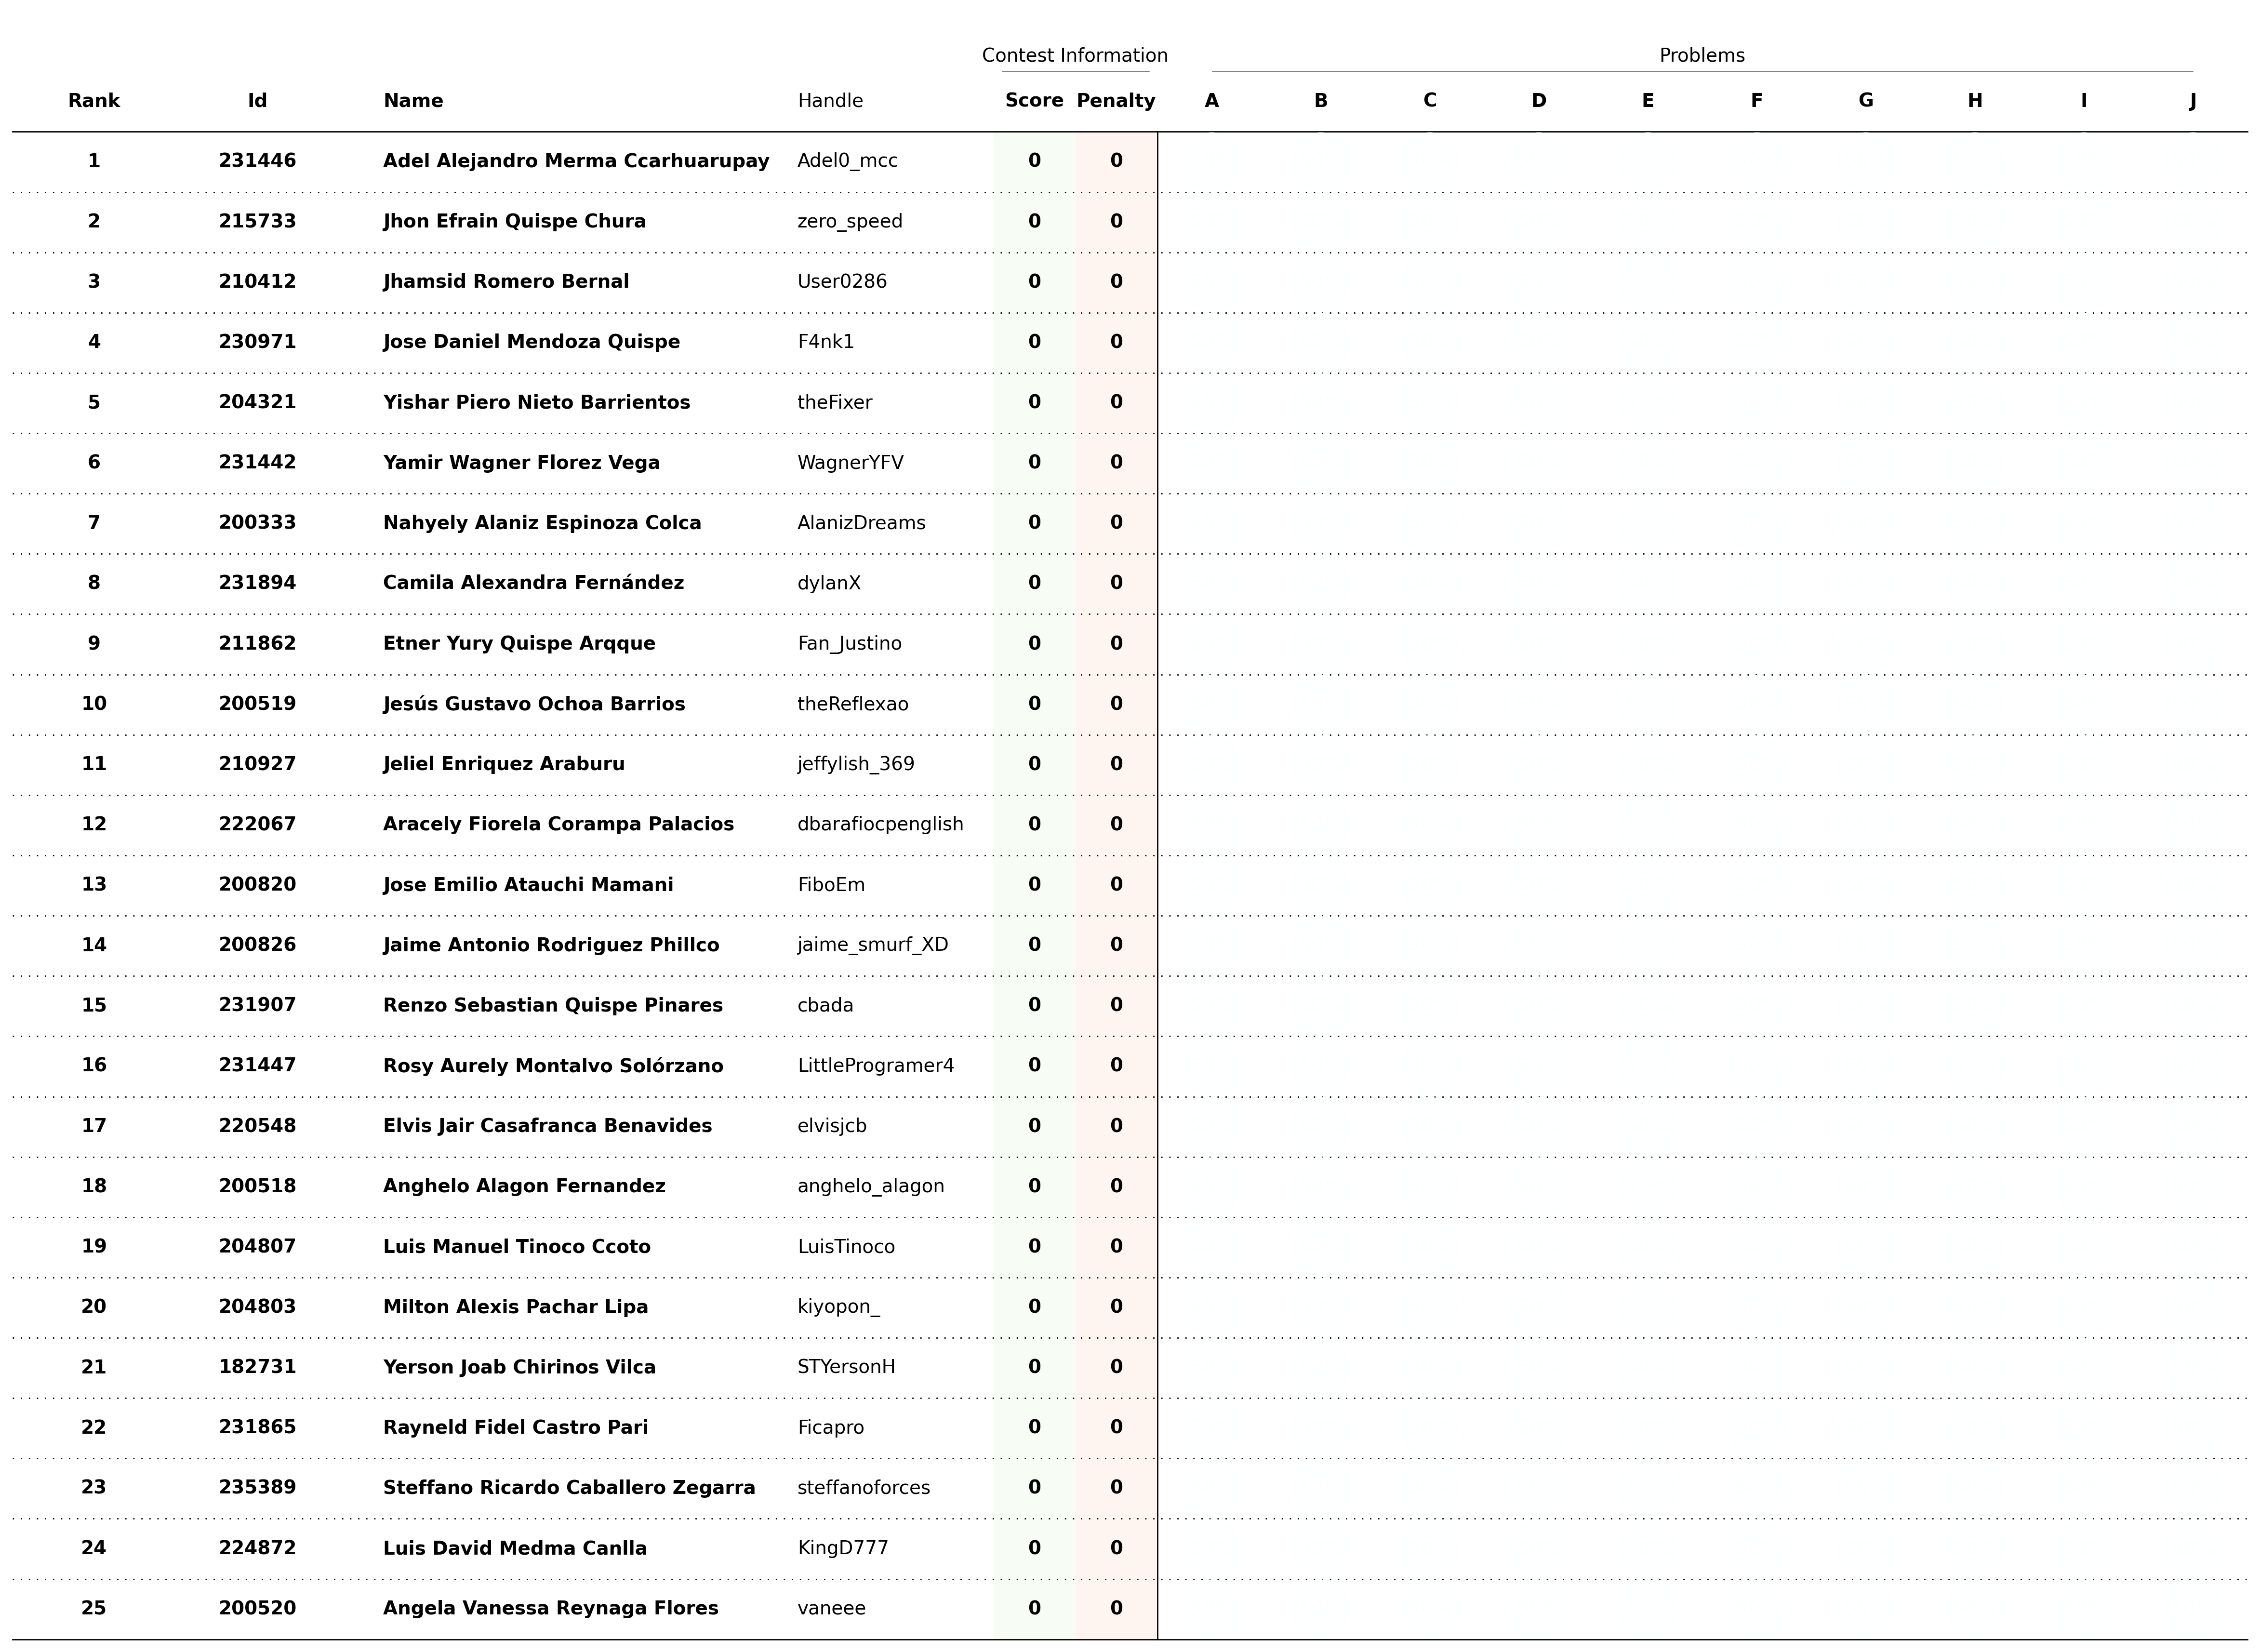 Contest Information Problems
Rank Id Name Handle Score Penalty A B C D E F G H I J
1 231446 Adel Alejandro Merma Ccarhuarupay Adel0_mcc 0 0
2 215733 Jhon Efrain Quispe Chura zero_speed 0 0
3 210412 Jhamsid Romero Bernal User0286 0 0
4 230971 Jose Daniel Mendoza Quispe F4nk1 0 0
5 204321 Yishar Piero Nieto Barrientos theFixer 0 0
6 231442 Yamir Wagner Florez Vega WagnerYFV 0 0
7 200333 Nahyely Alaniz Espinoza Colca AlanizDreams 0 0
8 231894 Camila Alexandra Fernández dylanX 0 0
9 211862 Etner Yury Quispe Arqque Fan_Justino 0 0
10 200519 Jesús Gustavo Ochoa Barrios theReflexao 0 0
11 210927 Jeliel Enriquez Araburu jeffylish_369 0 0
12 222067 Aracely Fiorela Corampa Palacios dbarafiocpenglish 0 0
13 200820 Jose Emilio Atauchi Mamani FiboEm 0 0
14 200826 Jaime Antonio Rodriguez Phillco jaime_smurf_XD 0 0
15 231907 Renzo Sebastian Quispe Pinares cbada 0 0
16 231447 Rosy Aurely Montalvo Solórzano LittleProgramer4 0 0
17 220548 Elvis Jair Casafranca Benavides elvisjcb 0 0
18 200518 Anghelo Alagon Fernandez anghelo_alagon 0 0
19 204807 Luis Manuel Tinoco Ccoto LuisTinoco 0 0
20 204803 Milton Alexis Pachar Lipa kiyopon_ 0 0
21 182731 Yerson Joab Chirinos Vilca STYersonH 0 0
22 231865 Rayneld Fidel Castro Pari Ficapro 0 0
23 235389 Steffano Ricardo Caballero Zegarra steffanoforces 0 0
24 224872 Luis David Medma Canlla KingD777 0 0
25 200520 Angela Vanessa Reynaga Flores vaneee 0 0